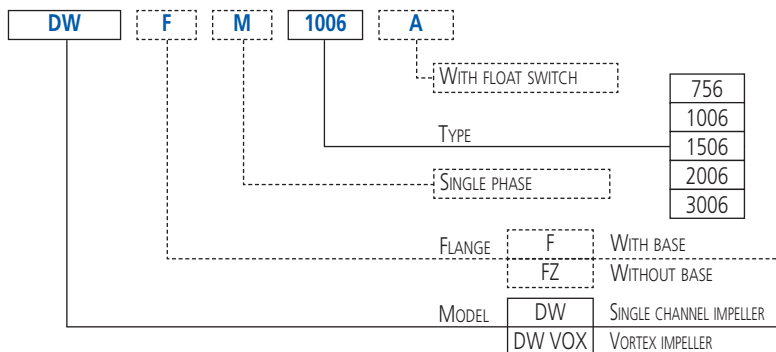 DW F M 1006 A
WITH FLOAT SWITCH
756
1006
TYPE 1506
2006
SINGLE PHASE
3006
FLANGE F WITH BASE
FZ WITHOUT BASE
MODEL DW SINGLE CHANNEL IMPELLER
DW VOX VORTEX IMPELLER